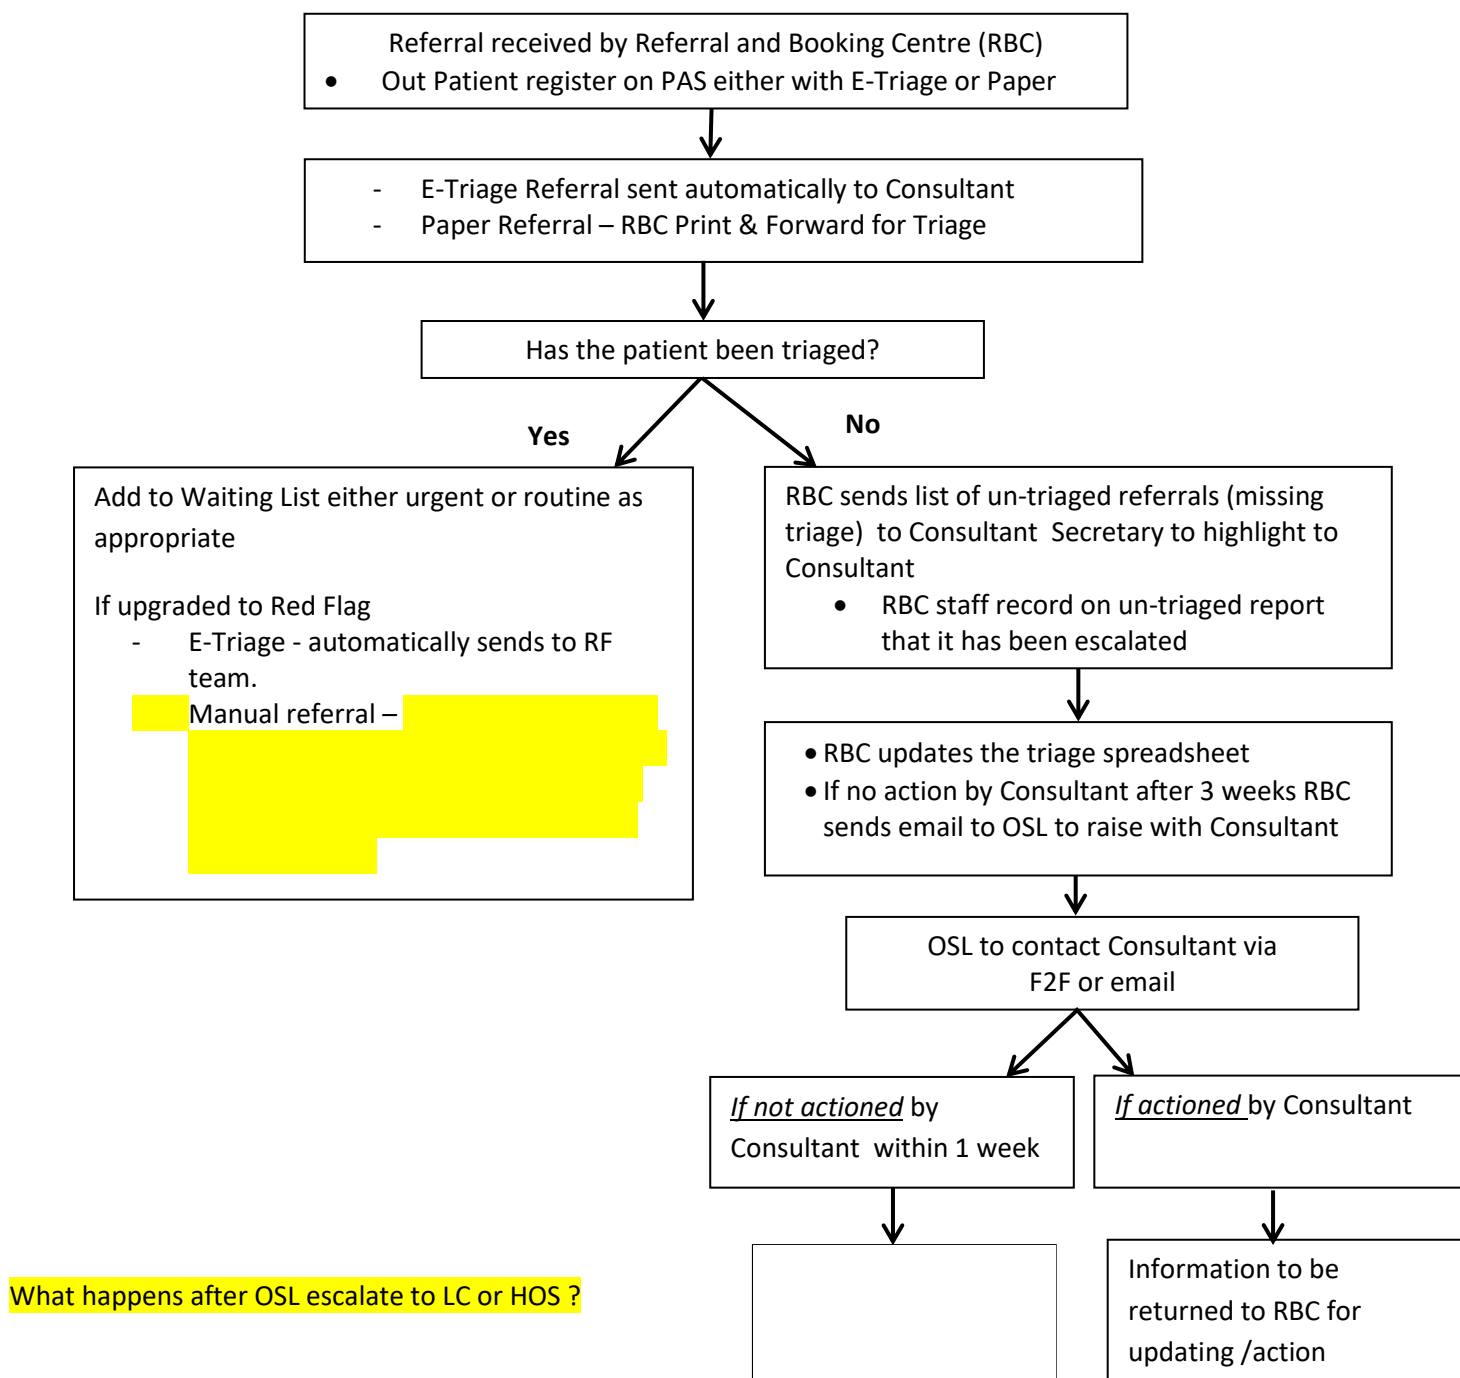 Referral received by Referral and Booking Centre (RBC)
• Out Patient register on PAS either with E-Triage or Paper
- E-Triage Referral sent automatically to Consultant
- Paper Referral – RBC Print & Forward for Triage
Has the patient been triaged?
Yes
No
Add to Waiting List either urgent or routine as
appropriate
If upgraded to Red Flag
- E-Triage - automatically sends to RF
team.
Manual referral –
RBC sends list of un-triaged referrals (missing
triage) to Consultant Secretary to highlight to
Consultant
• RBC staff record on un-triaged report
that it has been escalated
• RBC updates the triage spreadsheet
• If no action by Consultant after 3 weeks RBC
sends email to OSL to raise with Consultant
OSL to contact Consultant via
F2F or email
If not actioned by
Consultant within 1 week
If actioned by Consultant
Information to be
returned to RBC for
updating /action
What happens after OSL escalate to LC or HOS ?